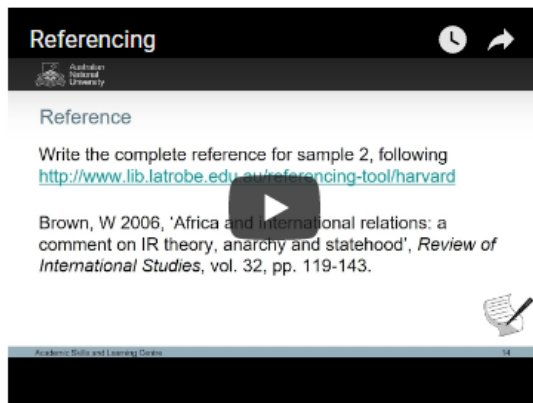 Referencing
Australian
National
University
Reference
Write the complete reference for sample 2, following
http://www.lib.latrobe.edu.au/referencing-tool/harvard
Brown, W 2006, 'Africa and international relations: a
comment on IR theory, anarchy and statehood', Review of
International Studies, vol. 32, pp. 119-143.
Academic Skills and Learning Centre
14